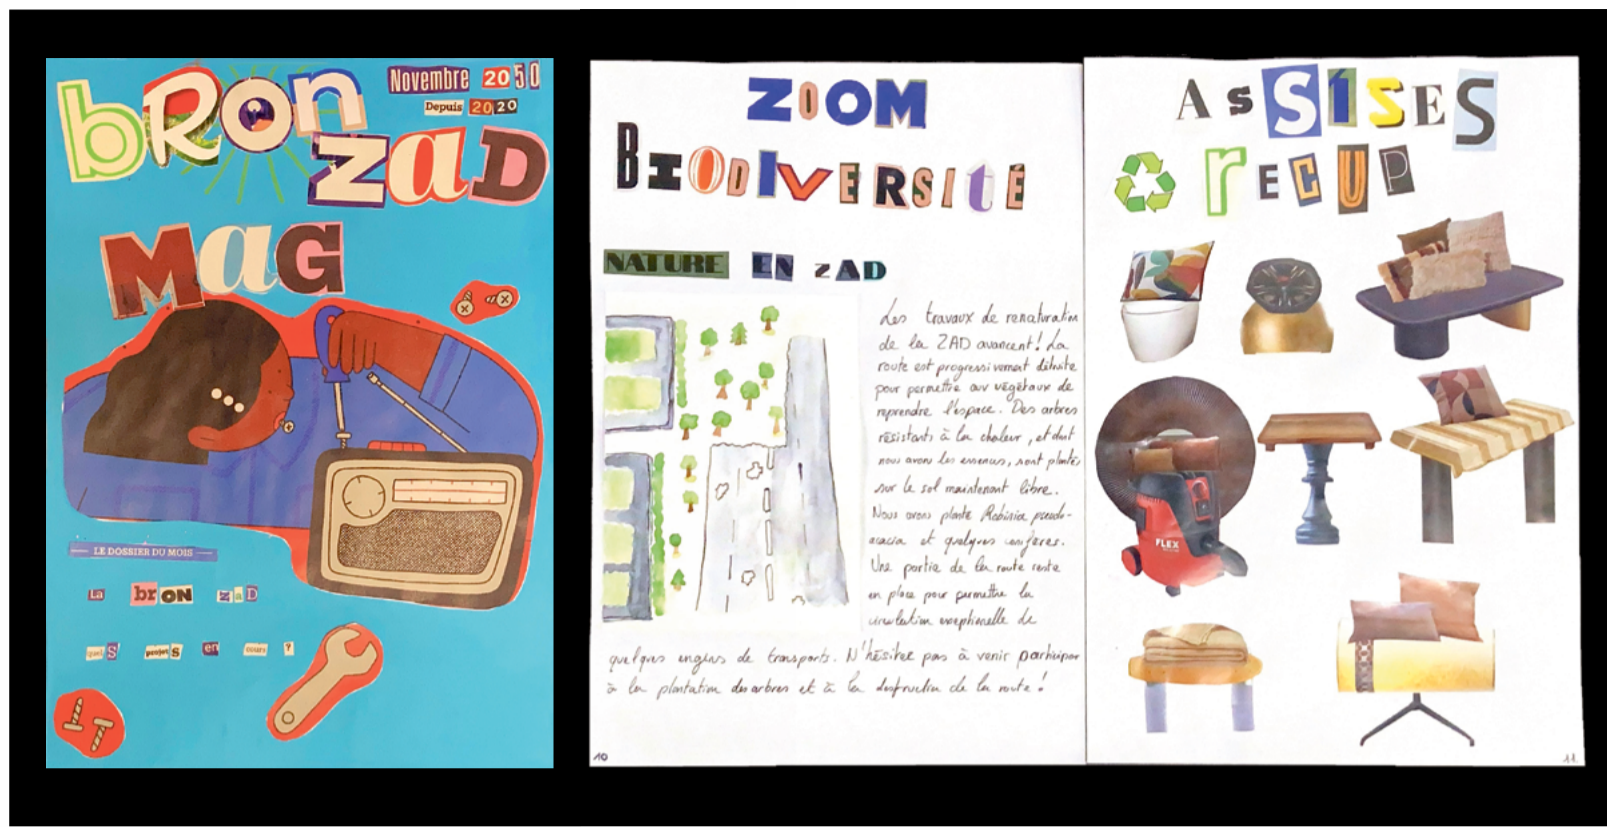 bRon
Novembre 2050
Depuis 2020
zaD
MaG
LE DOSSIER DU MOIS
La brON zaD
quelS projetS en cours ?
ZOOM
BIODIVERSITÉ
NATURE EN ZAD
Les travaux de renaturation
de la ZAD avancent! La
route est progressivement détruite
pour permettre aux végétaux de
reprendre l'espace. Des arbres
résistants à la chaleur, et dont
nous avons les essences, sont plantés
sur le sol maintenant libre.
Nous avons planté Robinia pseudo-
acacia et quelques conifères.
Une partie de la route reste
en place pour permettre la
circulation exceptionelle de
quelques engins de transports. N'hésitez pas à venir participer
à la plantation des arbres et à la destruction de la route !
10
AsSiSES
rECUP
FLEX
11